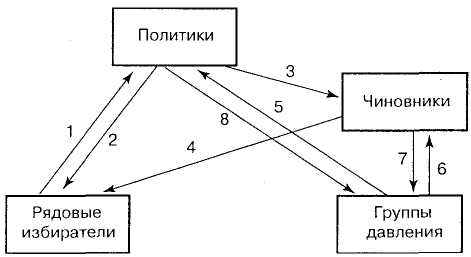 Политики
3
Чиновники
1
2
8
5
4
7
6
Рядовые
избиратели
Группы
давления